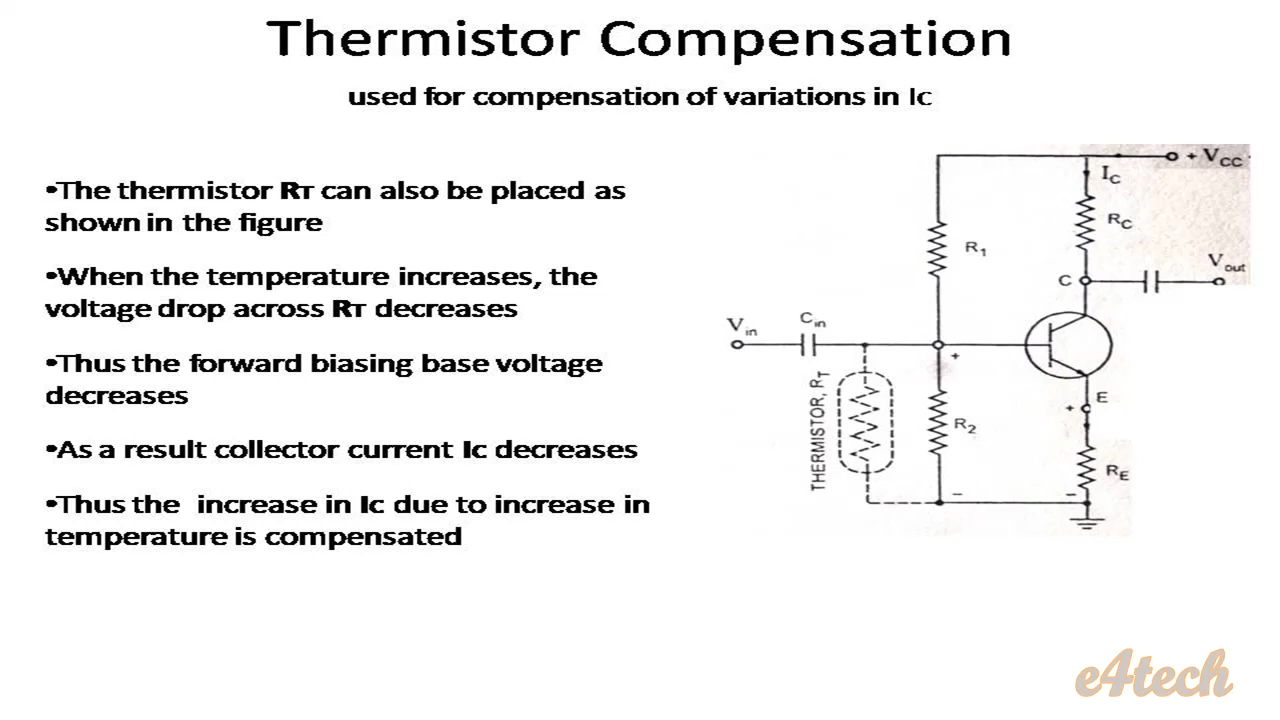 Thermistor Compensation
used for compensation of variations in Ic
•The thermistor RT can also be placed as
shown in the figure
•When the temperature increases, the
voltage drop across RT decreases
•Thus the forward biasing base voltage
decreases
•As a result collector current Ic decreases
•Thus the  increase in Ic due to increase in
temperature is compensated
+ VCC
IC
RC
R1
Vout
C
Vin
Cin
+
THERMISTOR, RT
R2
E
+
RE
−
−
e4tech